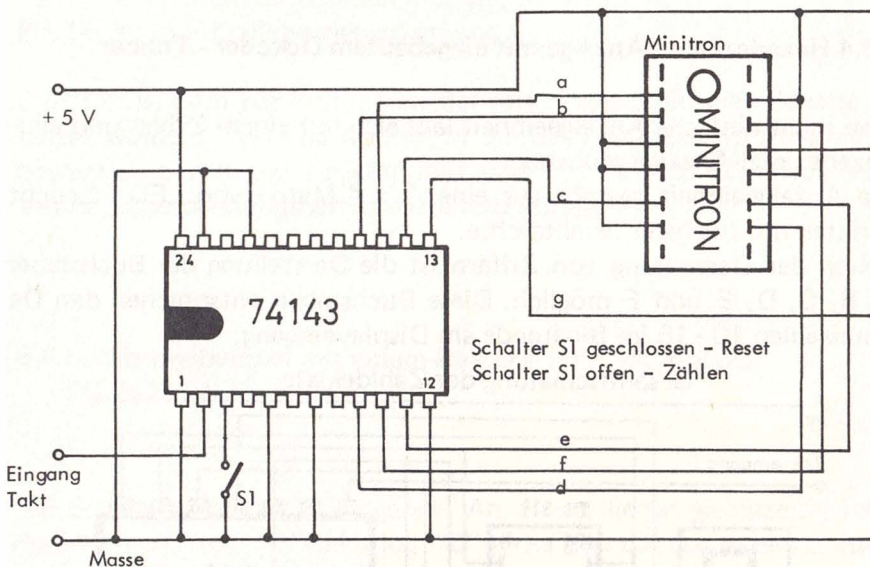 Minitron
a
b
+ 5 V
c
OMNITRON
24
13
74143
g
Schalter S1 geschlossen – Reset
Schalter S1 offen – Zählen
1
12
e
f
d
Eingang
Takt
S1
Masse